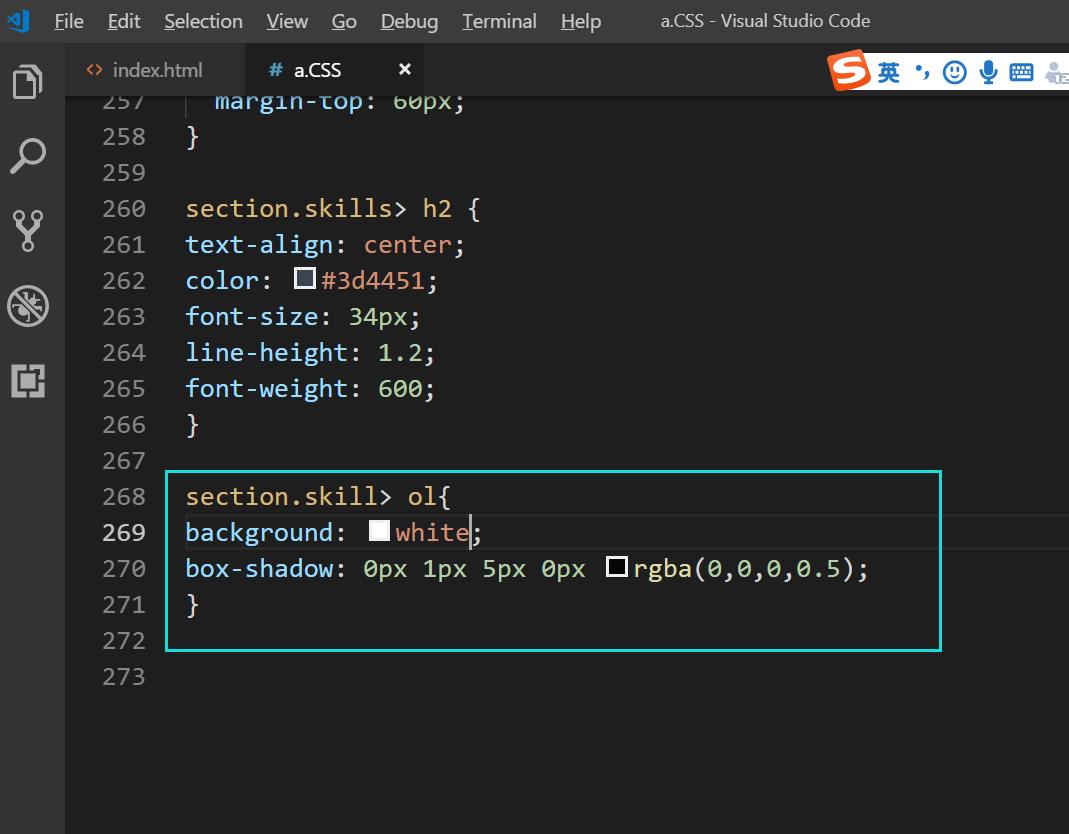 File Edit Selection View Go Debug Terminal Help a.CSS - Visual Studio Code
<> index.html # a.CSS ×
S 英
257 margin-top: 60px;
258 }
259
260 section.skills> h2 {
261 text-align: center;
262 color: #3d4451;
263 font-size: 34px;
264 line-height: 1.2;
265 font-weight: 600;
266 }
267
268 section.skill> ol{
269 background: white;
270 box-shadow: 0px 1px 5px 0px rgba(0,0,0,0.5);
271 }
272
273